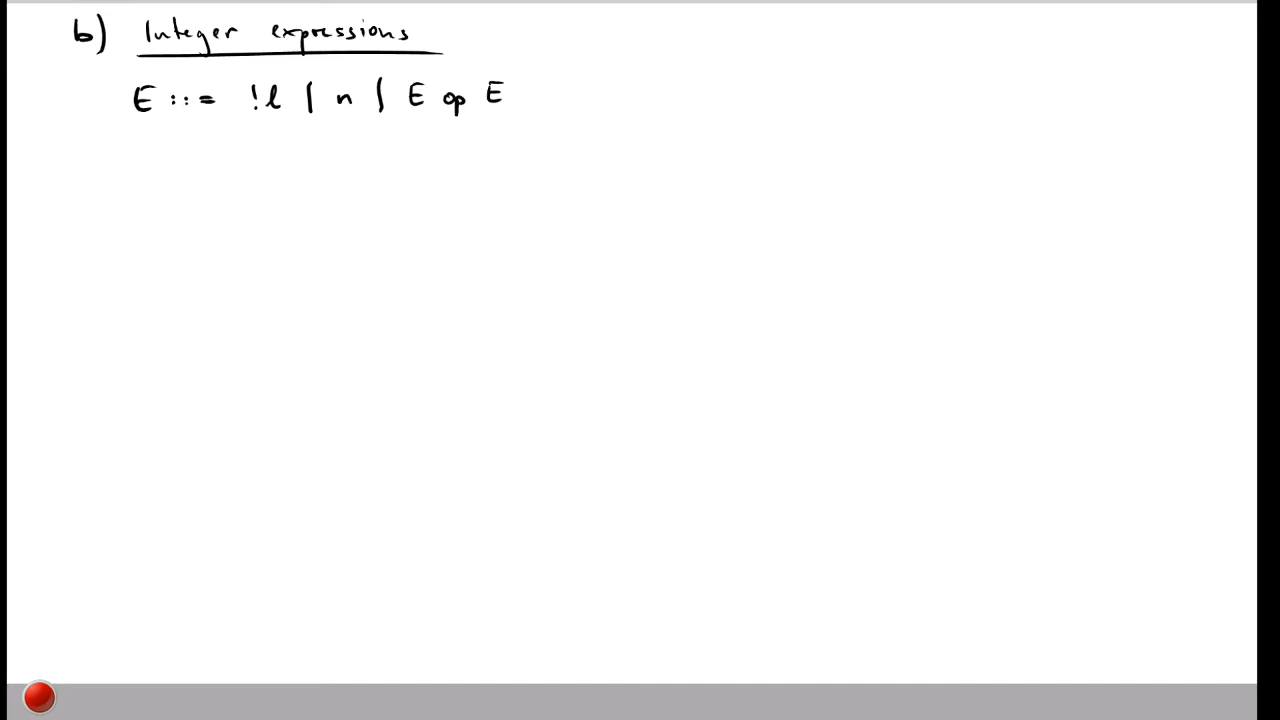 b) Integer expressions
E ::= !l | n | E op E